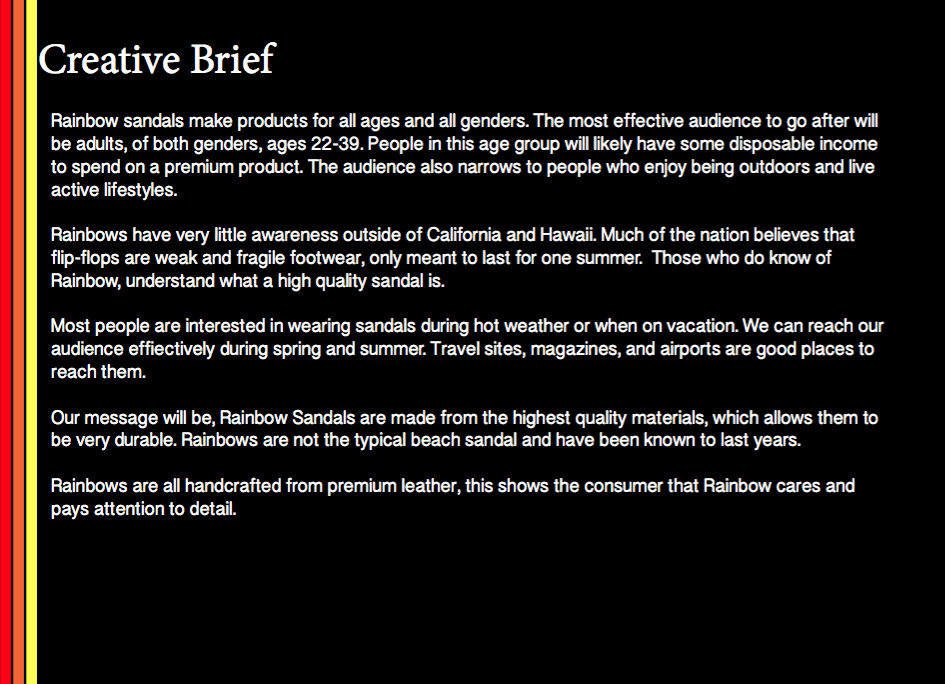 Creative Brief
Rainbow sandals make products for all ages and all genders. The most effective audience to go after will
be adults, of both genders, ages 22-39. People in this age group will likely have some disposable income
to spend on a premium product. The audience also narrows to people who enjoy being outdoors and live
active lifestyles.
Rainbows have very little awareness outside of California and Hawaii. Much of the nation believes that
flip-flops are weak and fragile footwear, only meant to last for one summer.  Those who do know of
Rainbow, understand what a high quality sandal is.
Most people are interested in wearing sandals during hot weather or when on vacation. We can reach our
audience effiectively during spring and summer. Travel sites, magazines, and airports are good places to
reach them.
Our message will be, Rainbow Sandals are made from the highest quality materials, which allows them to
be very durable. Rainbows are not the typical beach sandal and have been known to last years.
Rainbows are all handcrafted from premium leather, this shows the consumer that Rainbow cares and
pays attention to detail.